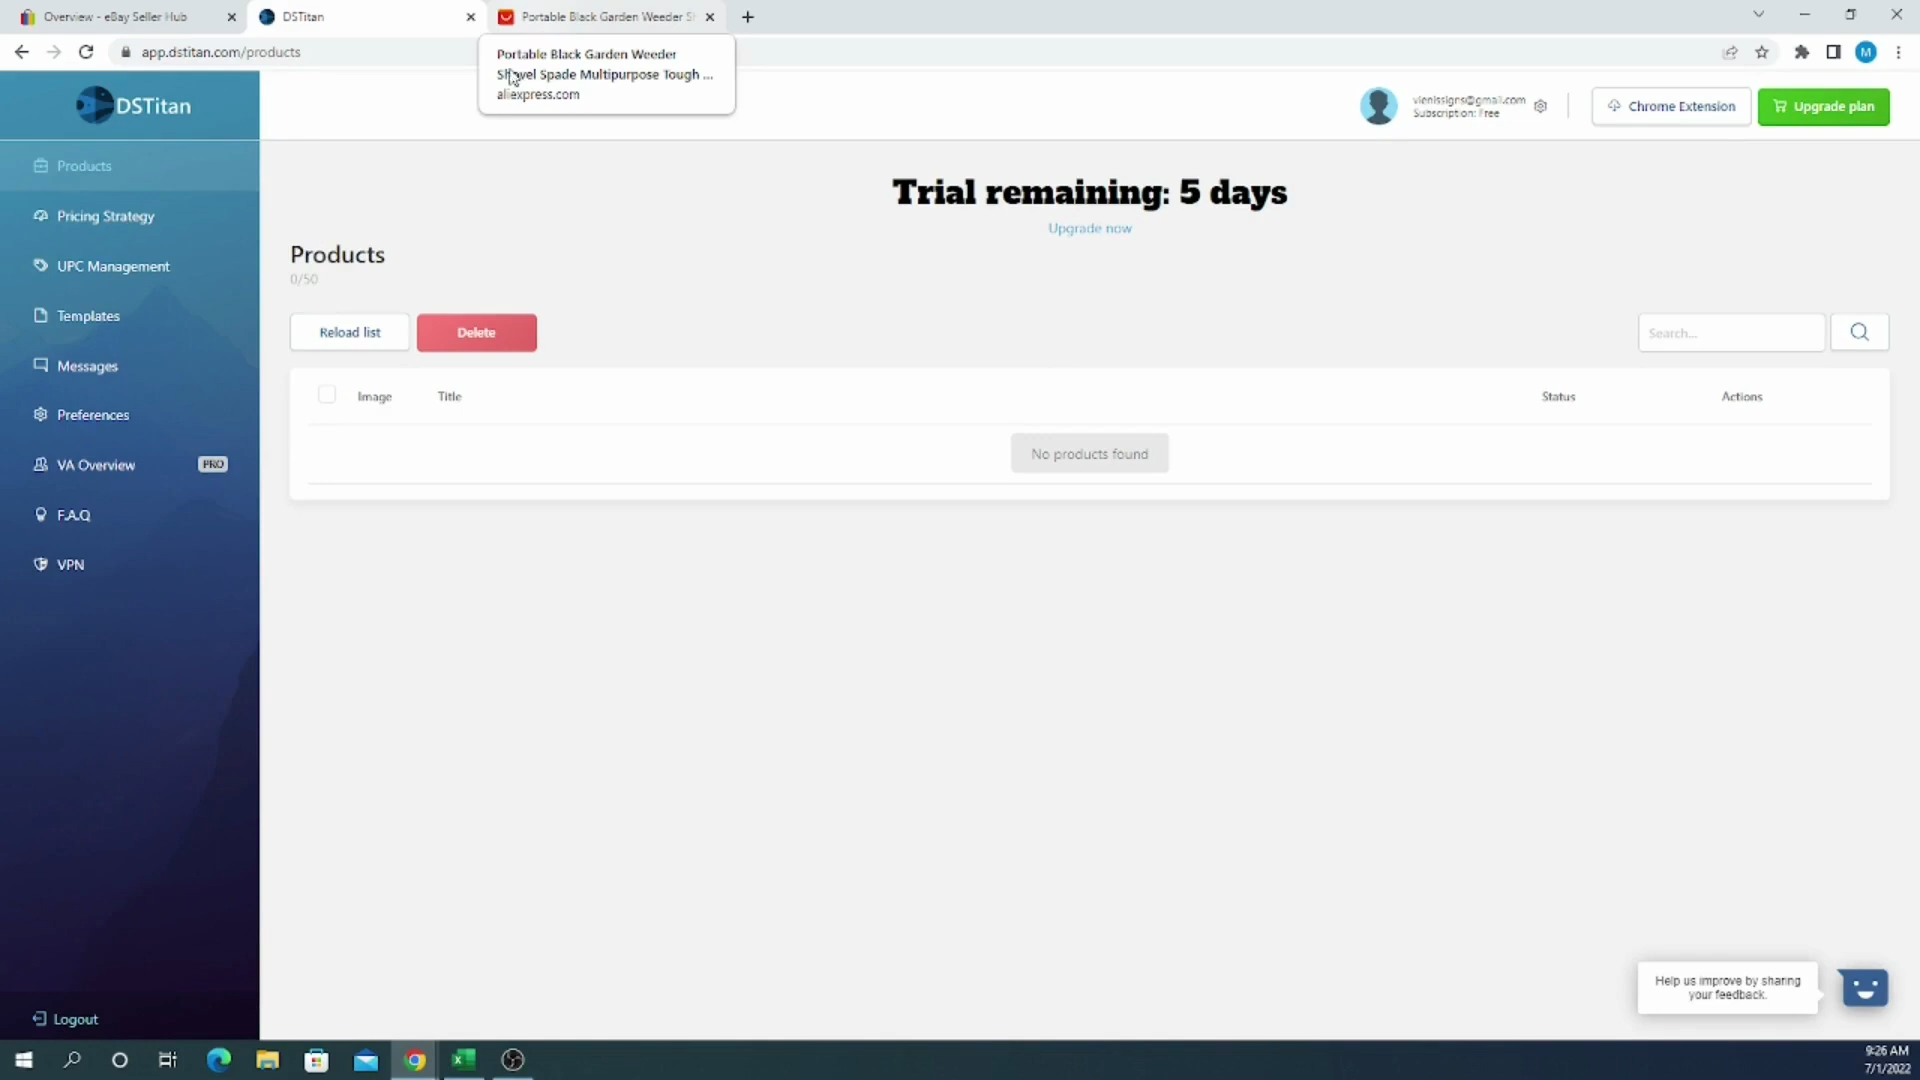 Overview - eBay Seller Hub
DSTitan
Portable Black Garden Weeder S
app.dstitan.com/products
M
Portable Black Garden Weeder
Shovel Spade Multipurpose Tough ...
aliexpress.com
DSTitan
vienissigns@gmail.com
Subscription: Free
Chrome Extension
Upgrade plan
Products
Pricing Strategy
UPC Management
Templates
Messages
Preferences
VA Overview
PRO
F.A.Q
VPN
Logout
Trial remaining: 5 days
Upgrade now
Products
0/50
Reload list
Delete
Search...
Image
Title
Status
Actions
No products found
Help us improve by sharing
your feedback.
9:26 AM
7/1/2022